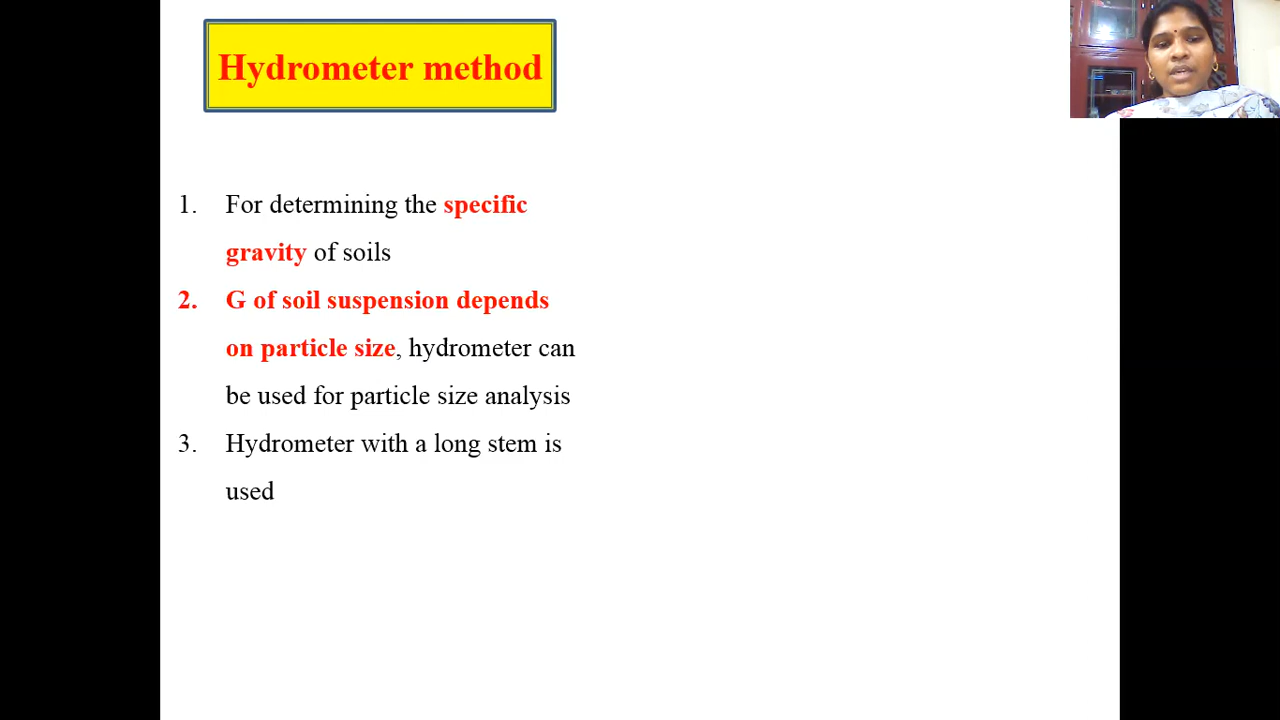 Hydrometer method
1. For determining the specific
gravity of soils
2. G of soil suspension depends
on particle size, hydrometer can
be used for particle size analysis
3. Hydrometer with a long stem is
used